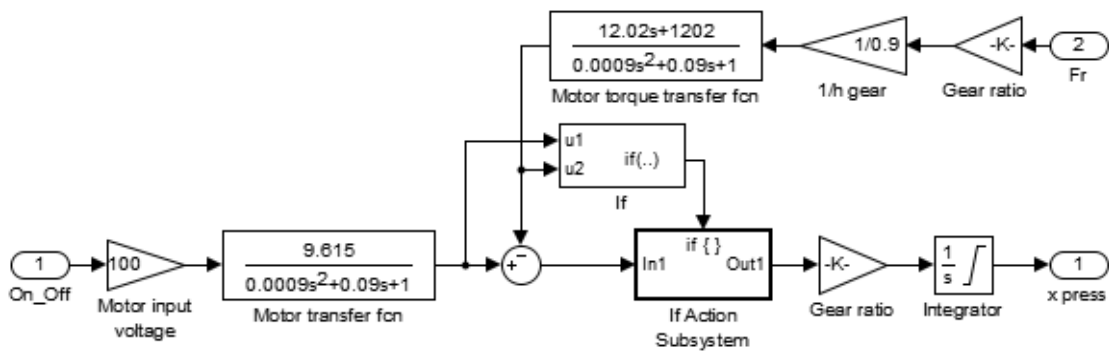 12.02s+1202
0.0009s2+0.09s+1
Motor torque transfer fcn
1/0.9
1/h gear
-K-
Gear ratio
2
Fr
u1
u2
if(..)
If
1
On_Off
100
Motor input
voltage
9.615
0.0009s2+0.09s+1
Motor transfer fcn
+
−
if { }
In1
Out1
If Action
Subsystem
-K-
Gear ratio
1
s
Integrator
1
x press